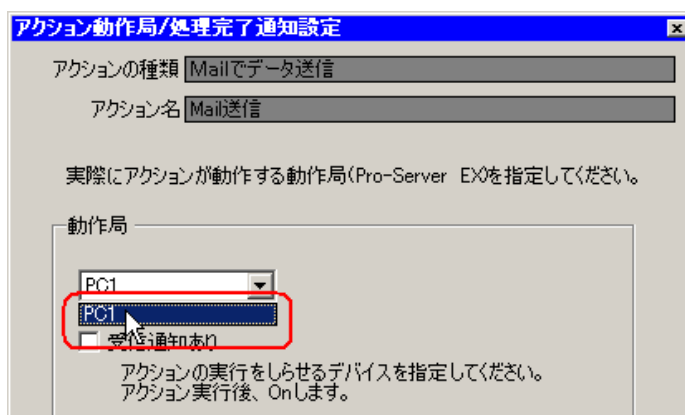 アクション動作局/処理完了通知設定
アクションの種類 Mailでデータ送信
アクション名 Mail送信
実際にアクションが動作する動作局(Pro-Server EX)を指定してください。
動作局
PC1
PC1
受信通知あり
アクションの実行をしらせるデバイスを指定してください。
アクション実行後、Onします。